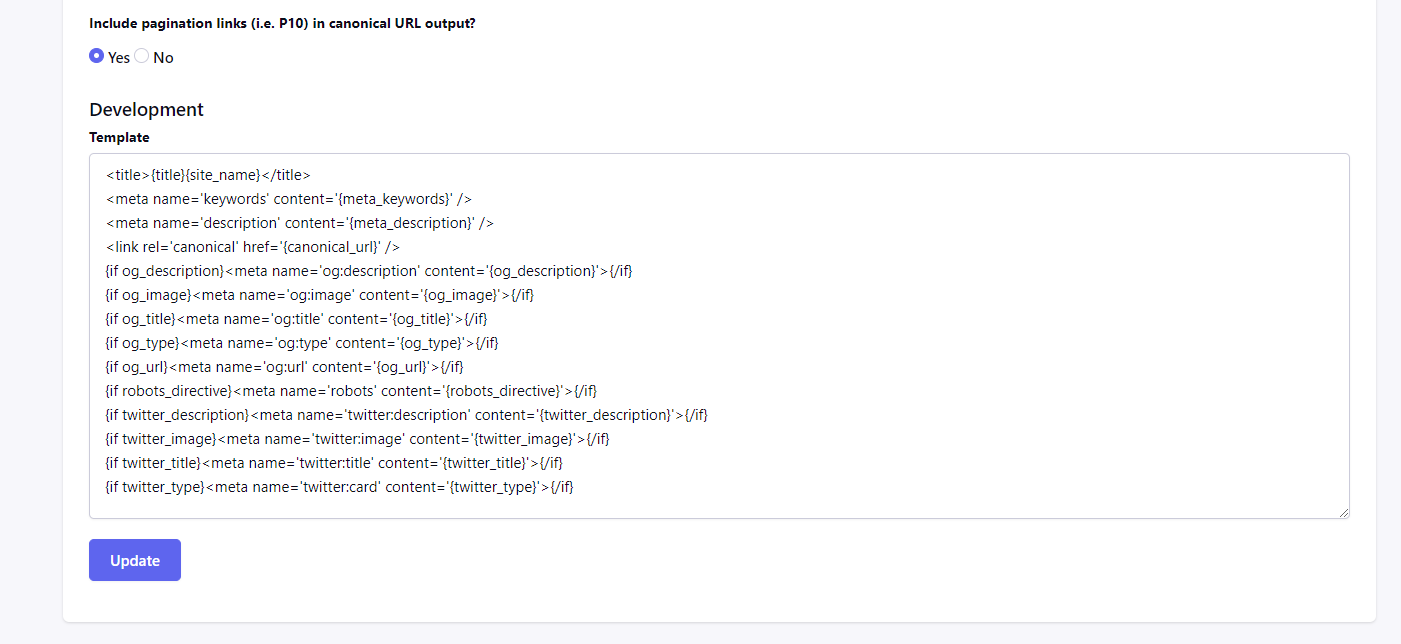 Include pagination links (i.e. P10) in canonical URL output?
Yes No
Development
Template
<title>{title}{site_name}</title>
<meta name='keywords' content='{meta_keywords}' />
<meta name='description' content='{meta_description}' />
<link rel='canonical' href='{canonical_url}' />
{if og_description}<meta name='og:description' content='{og_description}'>{/if}
{if og_image}<meta name='og:image' content='{og_image}'>{/if}
{if og_title}<meta name='og:title' content='{og_title}'>{/if}
{if og_type}<meta name='og:type' content='{og_type}'>{/if}
{if og_url}<meta name='og:url' content='{og_url}'>{/if}
{if robots_directive}<meta name='robots' content='{robots_directive}'>{/if}
{if twitter_description}<meta name='twitter:description' content='{twitter_description}'>{/if}
{if twitter_image}<meta name='twitter:image' content='{twitter_image}'>{/if}
{if twitter_title}<meta name='twitter:title' content='{twitter_title}'>{/if}
{if twitter_type}<meta name='twitter:card' content='{twitter_type}'>{/if}
Update